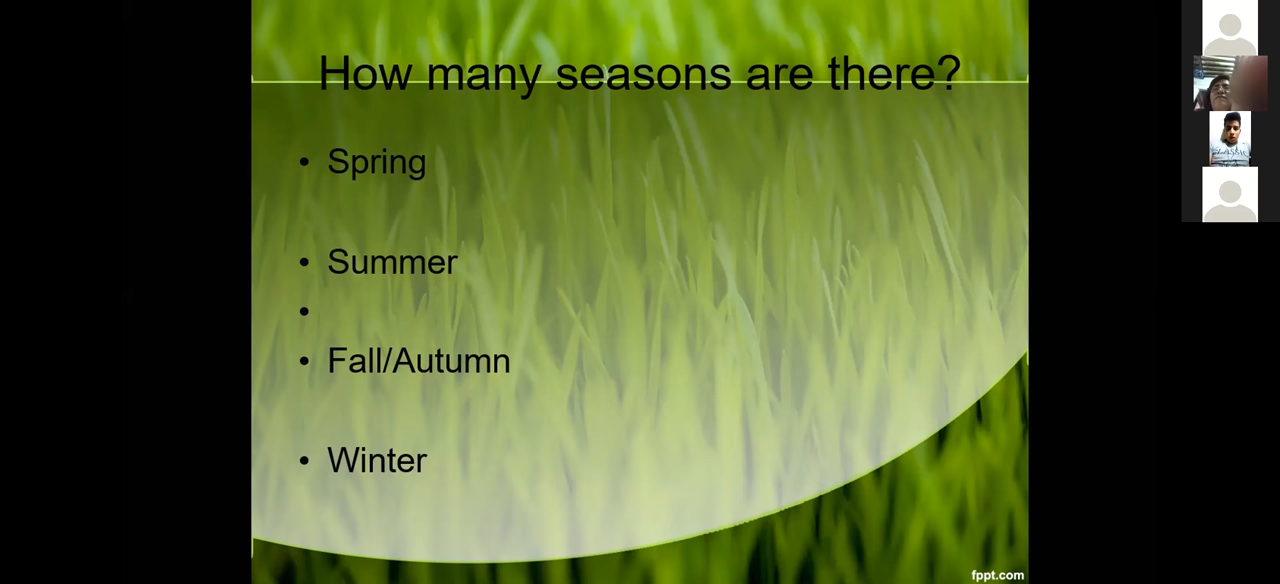 How many seasons are there?
• Spring
• Summer
•
• Fall/Autumn
• Winter
fppt.com